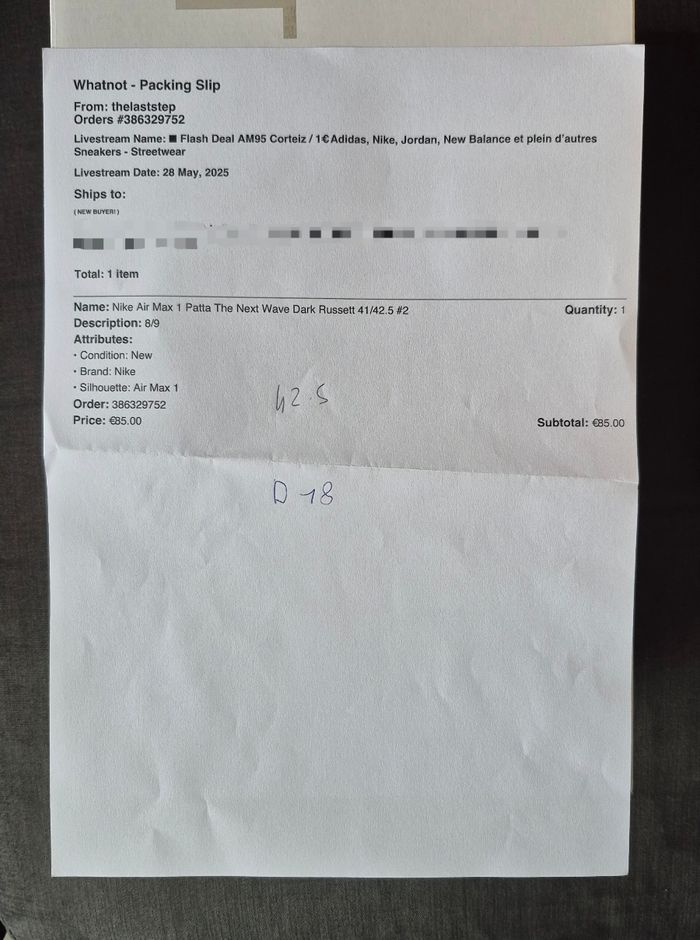 Whatnot - Packing Slip
From: thelaststep
Orders #386329752
Livestream Name: ■ Flash Deal AM95 Corteiz / 1€Adidas, Nike, Jordan, New Balance et plein d'autres
Sneakers - Streetwear
Livestream Date: 28 May, 2025
Ships to:
( NEW BUYER! )
Total: 1 item
Name: Nike Air Max 1 Patta The Next Wave Dark Russett 41/42.5 #2 Quantity: 1
Description: 8/9
Attributes:
• Condition: New
• Brand: Nike
• Silhouette: Air Max 1
Order: 386329752
42.5
Price: €85.00 Subtotal: €85.00
D 18